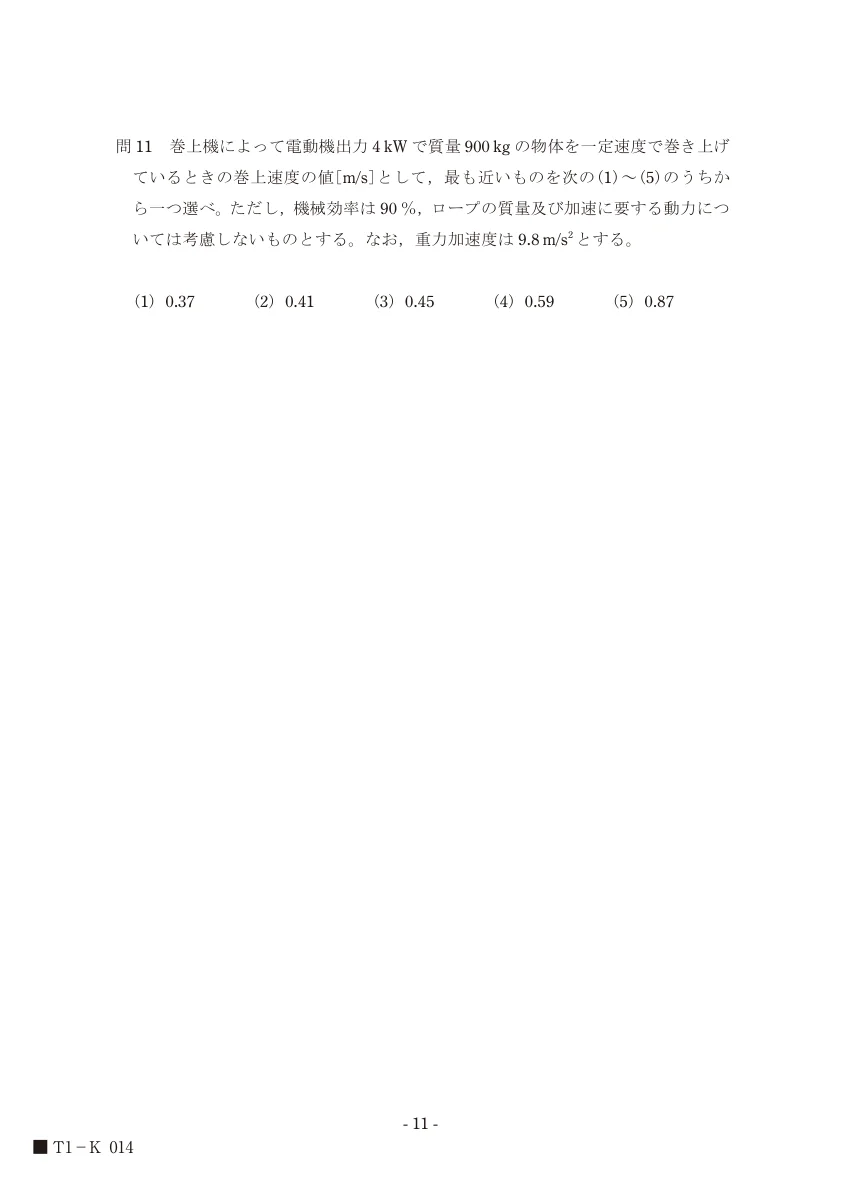 問 11　巻上機によって電動機出力 4 kW で質量 900 kg の物体を一定速度で巻き上げ
ているときの巻上速度の値[m/s]として，最も近いものを次の(1)～(5)のうちか
ら一つ選べ。ただし，機械効率は 90 %，ロープの質量及び加速に要する動力につ
いては考慮しないものとする。なお，重力加速度は 9.8 m/s² とする。
(1) 0.37　(2) 0.41　(3) 0.45　(4) 0.59　(5) 0.87
- 11 -
■ T1－K 014